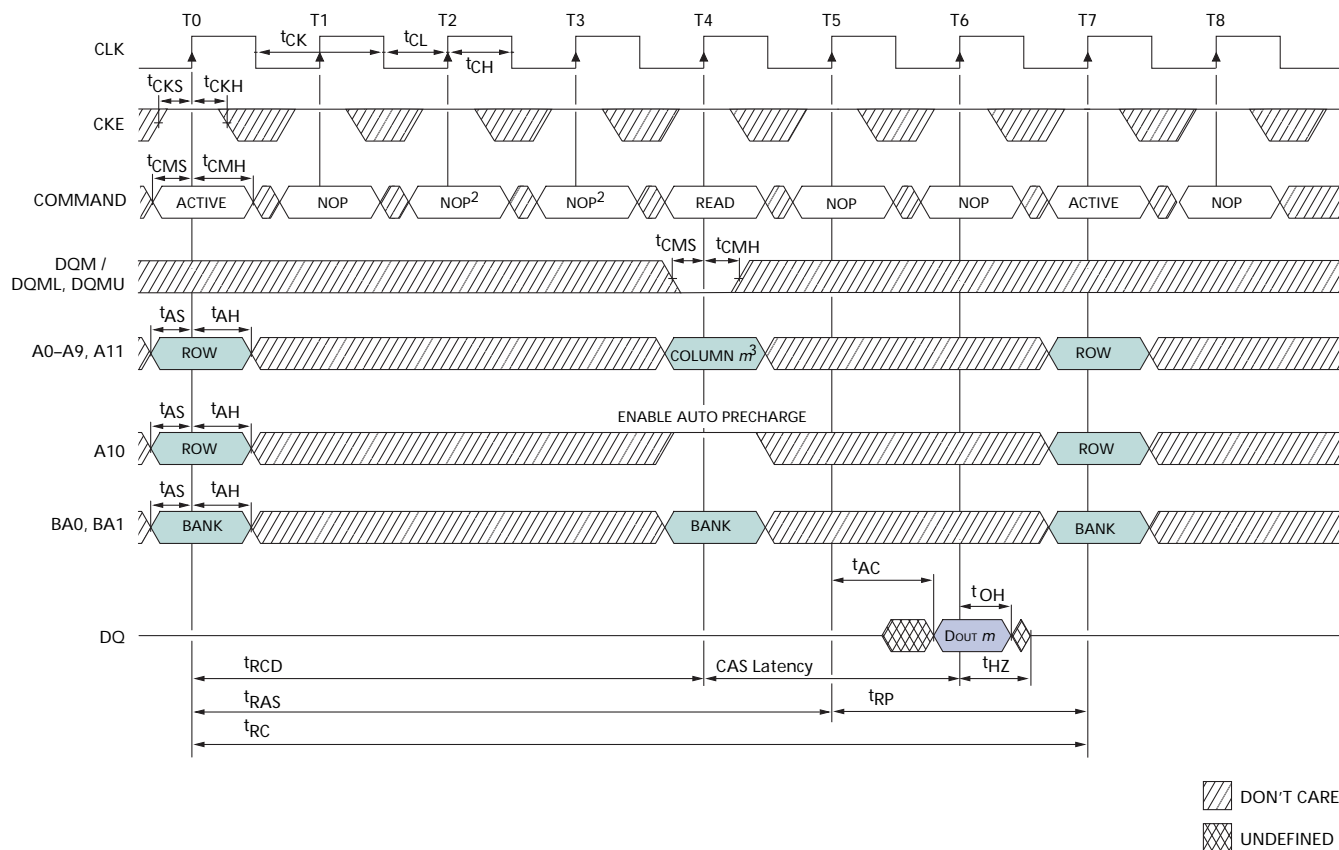 T0 T1 T2 T3 T4 T5 T6 T7 T8
tCK tCL
CLK
tCH
tCKS tCKH
CKE
tCMS tCMH
COMMAND ACTIVE NOP NOP2 NOP2 READ NOP NOP ACTIVE NOP
tCMS tCMH
DQM /
DQML, DQMU
tAS tAH
A0–A9, A11 ROW COLUMN m3 ROW
ENABLE AUTO PRECHARGE
tAS tAH
A10 ROW ROW
tAS tAH
BA0, BA1 BANK BANK BANK
tAC
tOH
DQ DOUT m
tRCD CAS Latency tHZ
tRAS tRP
tRC
DON'T CARE
UNDEFINED